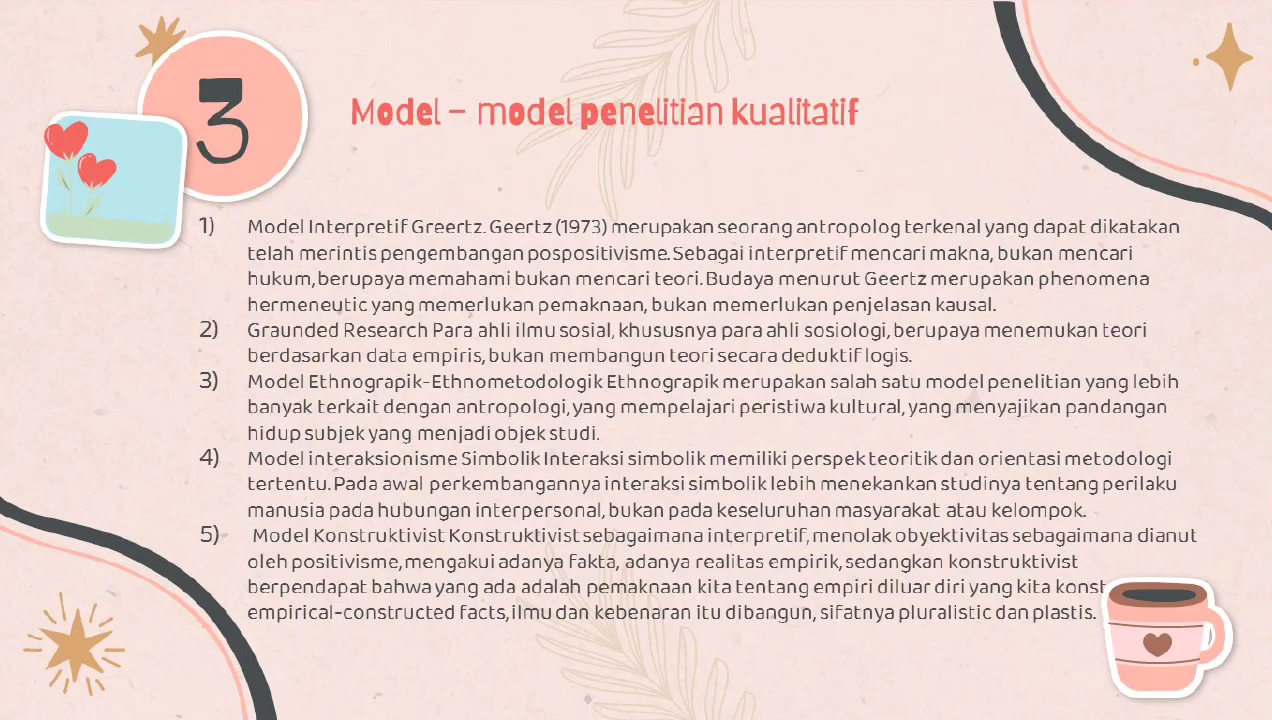 3
Model – model penelitian kualitatif
1) Model Interpretif Greertz. Geertz (1973) merupakan seorang antropolog terkenal yang dapat dikatakan
telah merintis pengembangan pospositivisme. Sebagai interpretif mencari makna, bukan mencari
hukum, berupaya memahami bukan mencari teori. Budaya menurut Geertz merupakan phenomena
hermeneutic yang memerlukan pemaknaan, bukan memerlukan penjelasan kausal.
2) Graunded Research Para ahli ilmu sosial, khususnya para ahli sosiologi, berupaya menemukan teori
berdasarkan data empiris, bukan membangun teori secara deduktif logis.
3) Model Ethnograpik-Ethnometodologik Ethnograpik merupakan salah satu model penelitian yang lebih
banyak terkait dengan antropologi, yang mempelajari peristiwa kultural, yang menyajikan pandangan
hidup subjek yang menjadi objek studi.
4) Model interaksionisme Simbolik Interaksi simbolik memiliki perspek teoritik dan orientasi metodologi
tertentu. Pada awal perkembangannya interaksi simbolik lebih menekankan studinya tentang perilaku
manusia pada hubungan interpersonal, bukan pada keseluruhan masyarakat atau kelompok.
5) Model Konstruktivist Konstruktivist sebagaimana interpretif, menolak obyektivitas sebagaimana dianut
oleh positivisme, mengakui adanya fakta, adanya realitas empirik, sedangkan konstruktivist
berpendapat bahwa yang ada adalah pemaknaan kita tentang empiri diluar diri yang kita konst
empirical-constructed facts, ilmu dan kebenaran itu dibangun, sifatnya pluralistic dan plastis.